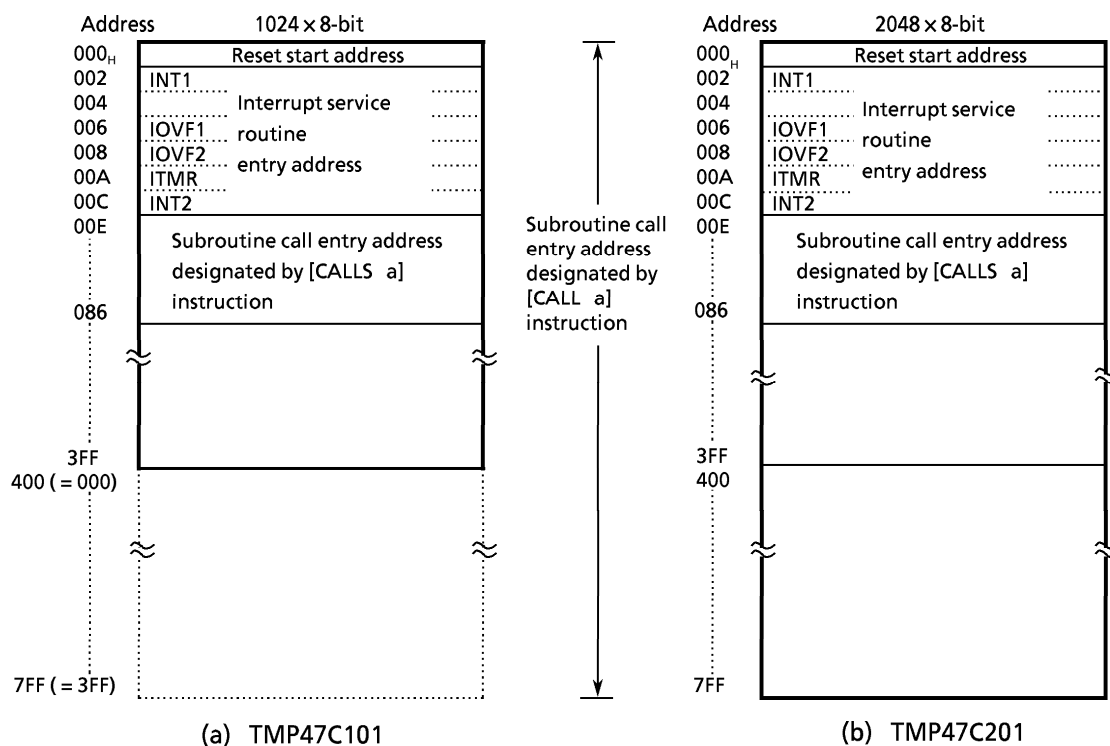 Address 1024 × 8-bit
000H Reset start address
002 INT1
004 Interrupt service
006 IOVF1 routine
008 IOVF2 entry address
00A ITMR
00C INT2
00E
Subroutine call entry address
designated by [CALLS a]
instruction
086
3FF
400 ( = 000)
7FF ( = 3FF)
(a) TMP47C101
Subroutine call
entry address
designated by
[CALL a]
instruction
Address 2048 × 8-bit
000H Reset start address
002 INT1
004 Interrupt service
006 IOVF1 routine
008 IOVF2 entry address
00A ITMR
00C INT2
00E
Subroutine call entry address
designated by [CALLS a]
instruction
086
3FF
400
7FF
(b) TMP47C201